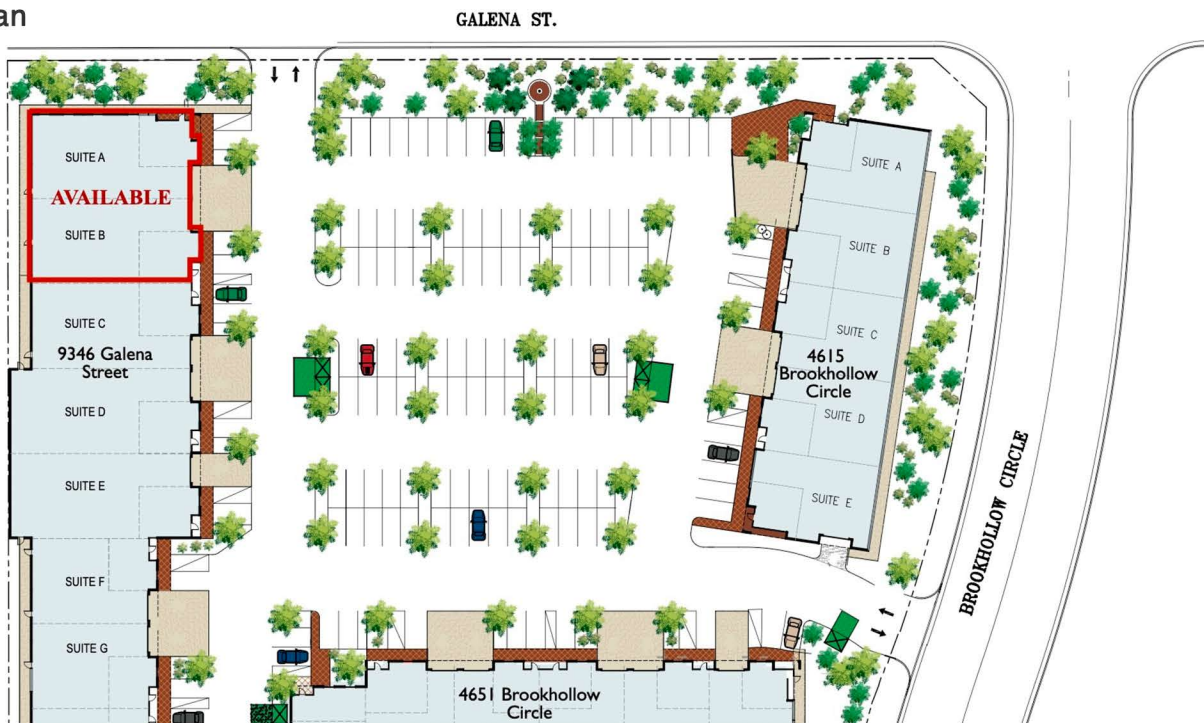 an
GALENA ST.
SUITE A
AVAILABLE
SUITE B
SUITE C
9346 Galena
Street
SUITE D
SUITE E
SUITE F
SUITE G
SUITE A
SUITE B
SUITE C
4615
Brookhollow
Circle
SUITE D
SUITE E
BROOKHOLLOW CIRCLE
4651 Brookhollow
Circle